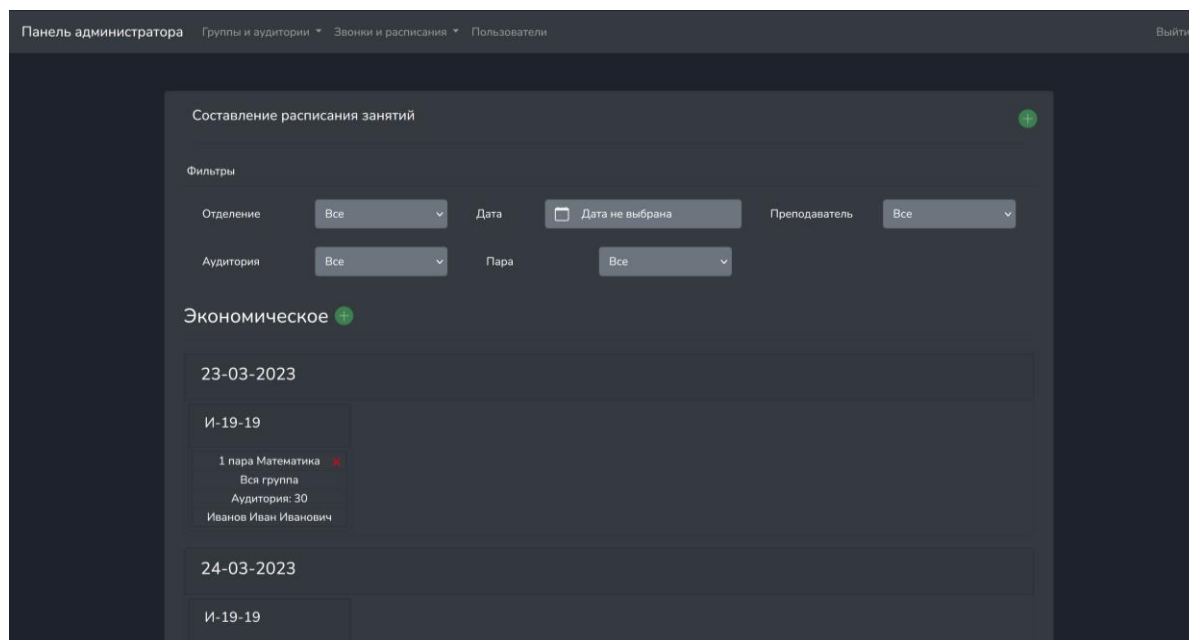 Панель администратора Группы и аудитории Звонки и расписания Пользователи Выйти
Составление расписания занятий
Фильтры
Отделение Все Дата Дата не выбрана Преподаватель Все
Аудитория Все Пара Все
Экономическое
23-03-2023
И-19-19
1 пара Математика
Вся группа
Аудитория: 30
Иванов Иван Иванович
24-03-2023
И-19-19